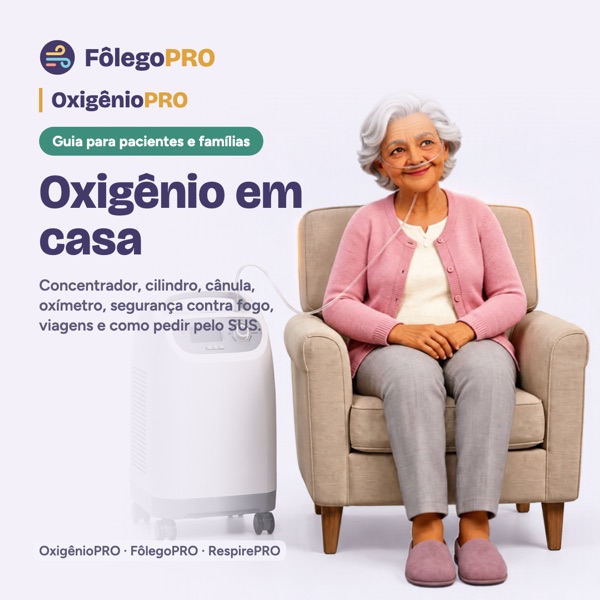 FôlegoPRO
OxigênioPRO
Guia para pacientes e famílias
Oxigênio em
casa
Concentrador, cilindro, cânula,
oxímetro, segurança contra fogo,
viagens e como pedir pelo SUS.
OxigênioPRO · FôlegoPRO · RespirePRO